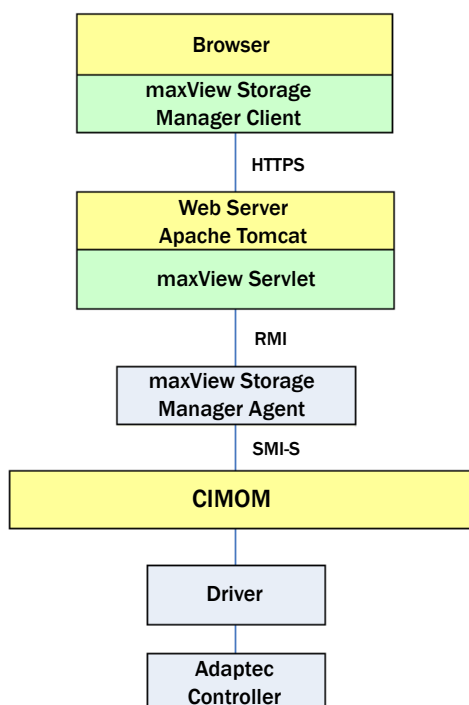 Browser
maxView Storage
Manager Client
HTTPS
Web Server
Apache Tomcat
maxView Servlet
RMI
maxView Storage
Manager Agent
SMI-S
CIMOM
Driver
Adaptec
Controller